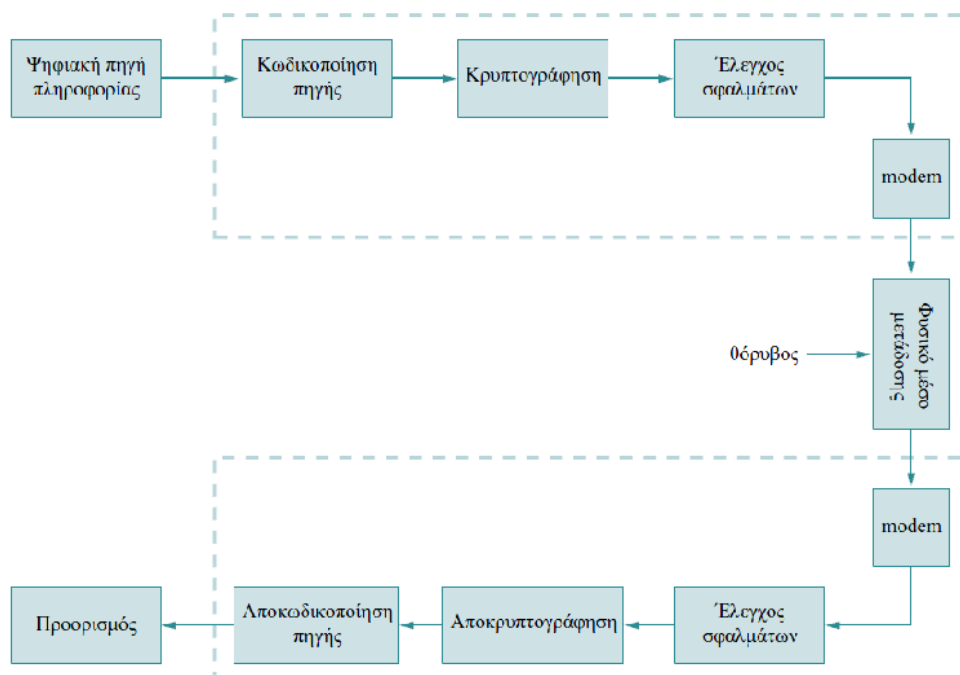 Ψηφιακή πηγή
πληροφορίας
Κωδικοποίηση
πηγής
Κρυπτογράφηση
Έλεγχος
σφαλμάτων
modem
Φυσικό μέσο
μετάδοσης
θόρυβος
modem
Έλεγχος
σφαλμάτων
Αποκρυπτογράφηση
Αποκωδικοποίηση
πηγής
Προορισμός